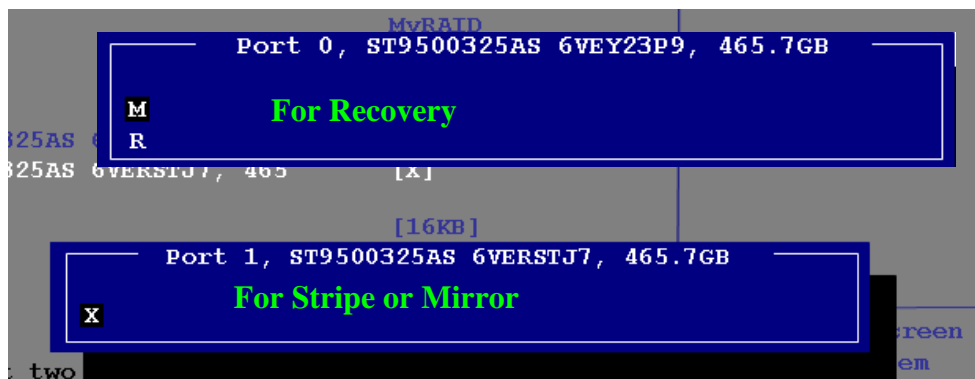 MyRAID
Port 0, ST9500325AS 6VEY23P9, 465.7GB
M For Recovery
325AS 6
R
325AS 6VERSTJ7, 465 [X]
[16KB]
Port 1, ST9500325AS 6VERSTJ7, 465.7GB
For Stripe or Mirror
X
creen
two
em